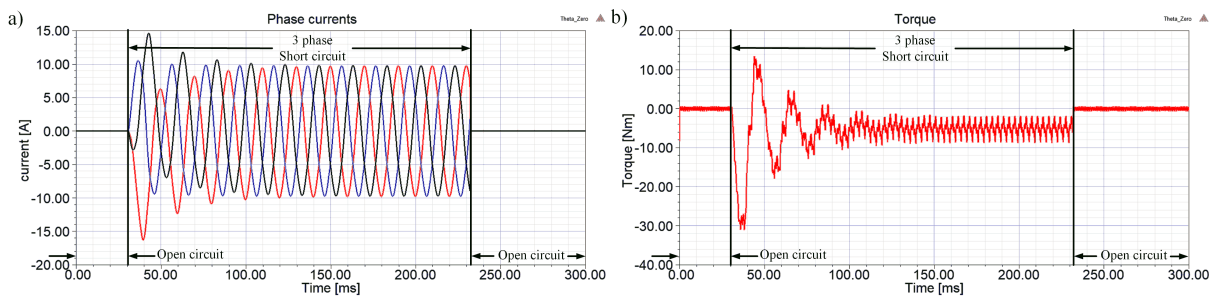 a)
Phase currents
Theta_Zero
15.00
10.00
5.00
0.00
-5.00
-10.00
-15.00
-20.00
current [A]
3 phase
Short circuit
Open circuit
Open circuit
0.00 50.00 100.00 150.00 200.00 250.00 300.00
Time [ms]
b)
Torque
Theta_Zero
20.00
10.00
0.00
-10.00
-20.00
-30.00
-40.00
Torque [Nm]
3 phase
Short circuit
Open circuit
Open circuit
0.00 50.00 100.00 150.00 200.00 250.00 300.00
Time [ms]